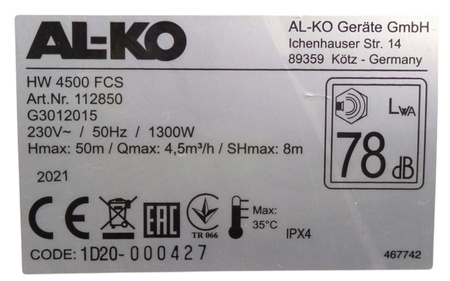 AL-KO
AL-KO Geräte GmbH
Ichenhauser Str. 14
89359 Kötz - Germany
HW 4500 FCS
Art.Nr. 112850
G3012015
230V~ / 50Hz / 1300W
Hmax: 50m / Qmax: 4,5m³/h / SHmax: 8m
LWA
78 dB
2021
CE EAC TR 066 Max: 35°C IPX4
CODE: 1D20-000427
467742